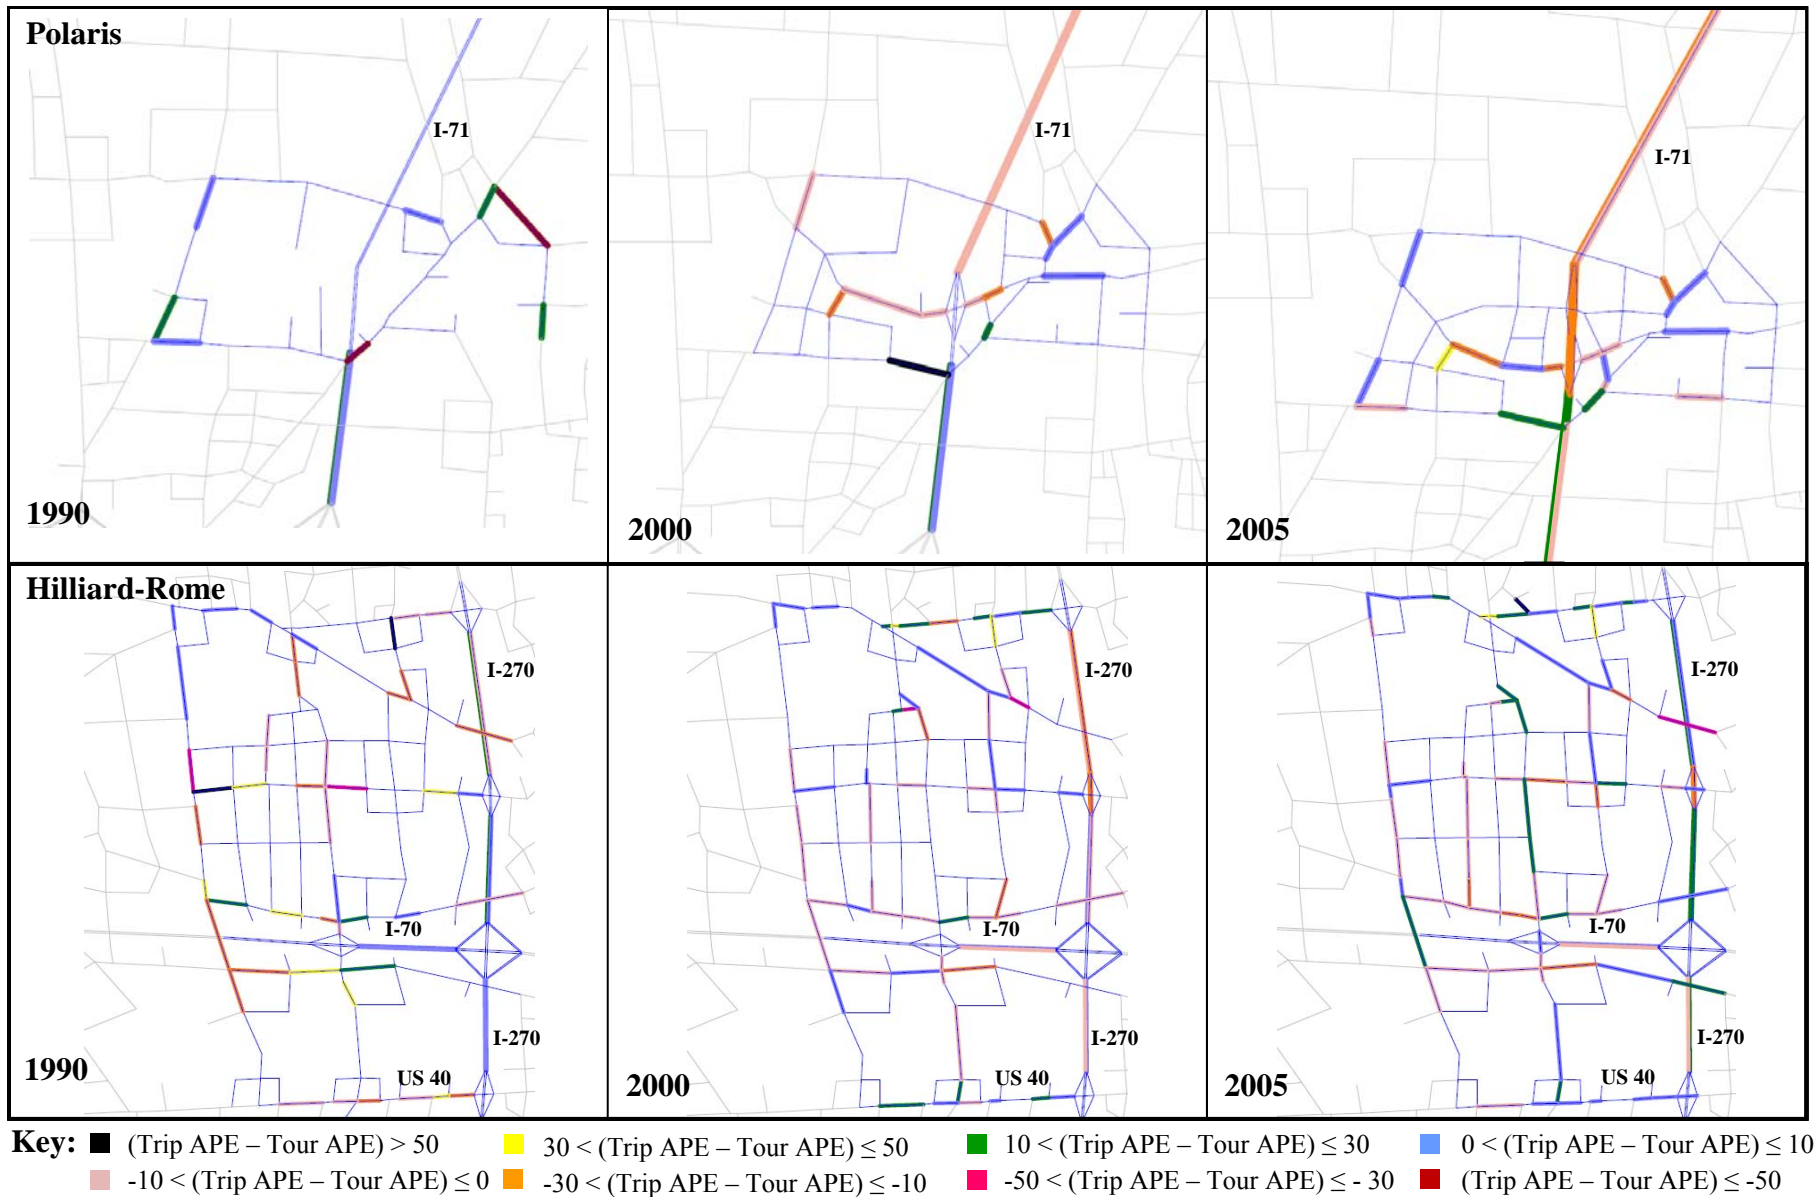 Polaris
I-71
1990
I-71
2000
I-71
2005
Hilliard-Rome
I-270
I-70
I-270
US 40
1990
I-270
I-70
I-270
US 40
2000
I-270
I-70
I-270
US 40
2005
Key: (Trip APE – Tour APE) > 50 30 < (Trip APE – Tour APE) ≤ 50 10 < (Trip APE – Tour APE) ≤ 30 0 < (Trip APE – Tour APE) ≤ 10
-10 < (Trip APE – Tour APE) ≤ 0 -30 < (Trip APE – Tour APE) ≤ -10 -50 < (Trip APE – Tour APE) ≤ - 30 (Trip APE – Tour APE) ≤ -50